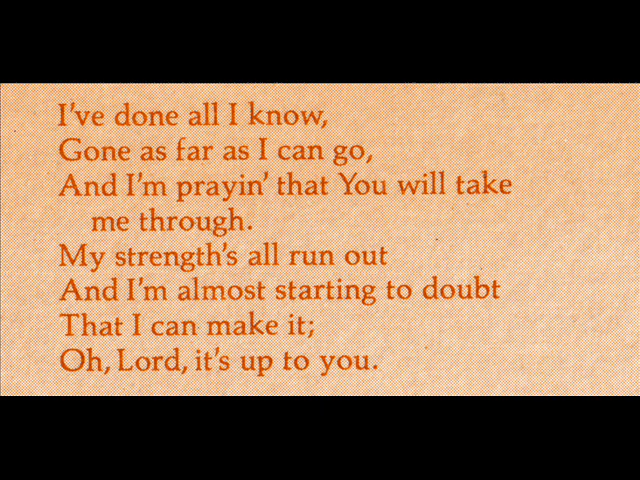 I've done all I know,
Gone as far as I can go,
And I'm prayin' that You will take
me through.
My strength's all run out
And I'm almost starting to doubt
That I can make it;
Oh, Lord, it's up to you.